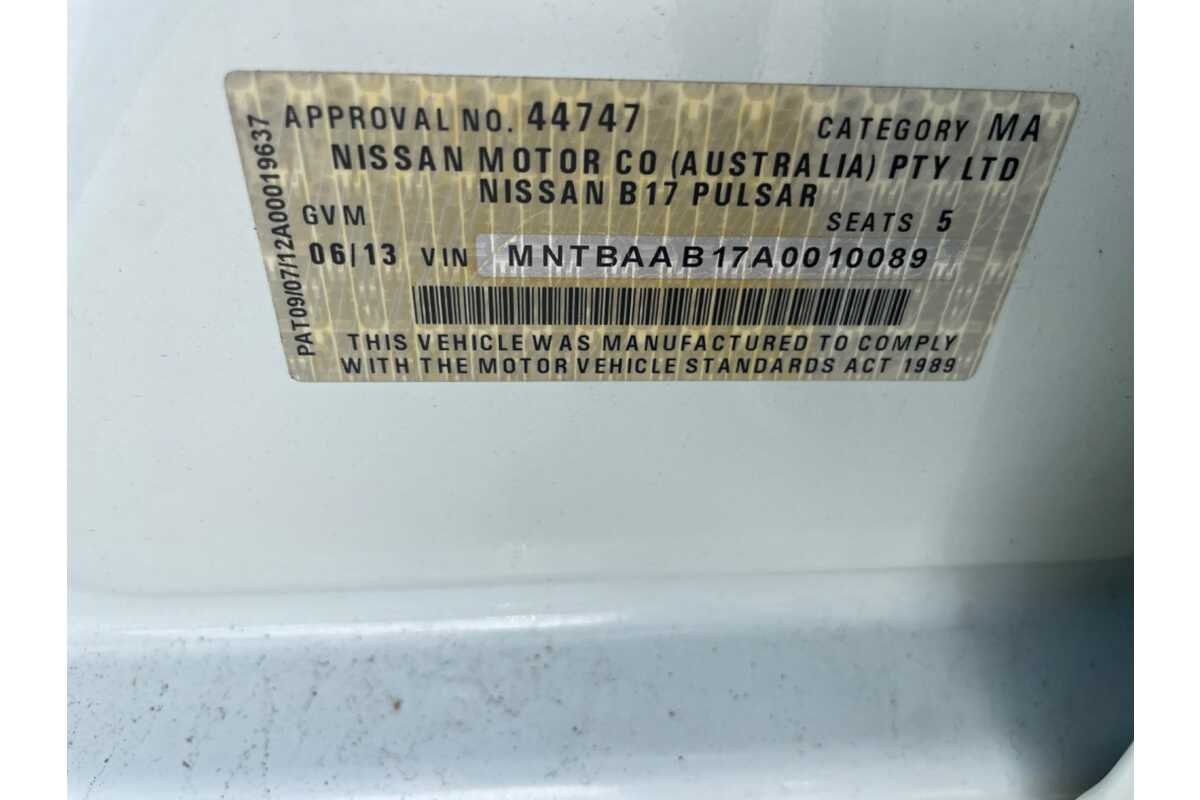 APPROVAL NO. 44747 CATEGORY MA
NISSAN MOTOR CO (AUSTRALIA) PTY LTD
NISSAN B17 PULSAR
GVM SEATS 5
06/13 VIN MNTBAAB17A0010089
THIS VEHICLE WAS MANUFACTURED TO COMPLY
WITH THE MOTOR VEHICLE STANDARDS ACT 1989
PAT09/07/12A00019637